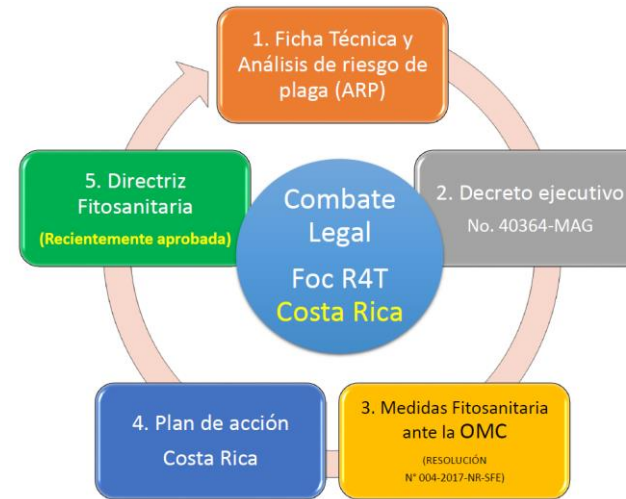 1. Ficha Técnica y
Análisis de riesgo de
plaga (ARP)
2. Decreto ejecutivo
No. 40364-MAG
3. Medidas Fitosanitaria
ante la OMC
(RESOLUCIÓN
N° 004-2017-NR-SFE)
4. Plan de acción
Costa Rica
5. Directriz
Fitosanitaria
(Recientemente aprobada)
Combate
Legal
Foc R4T
Costa Rica